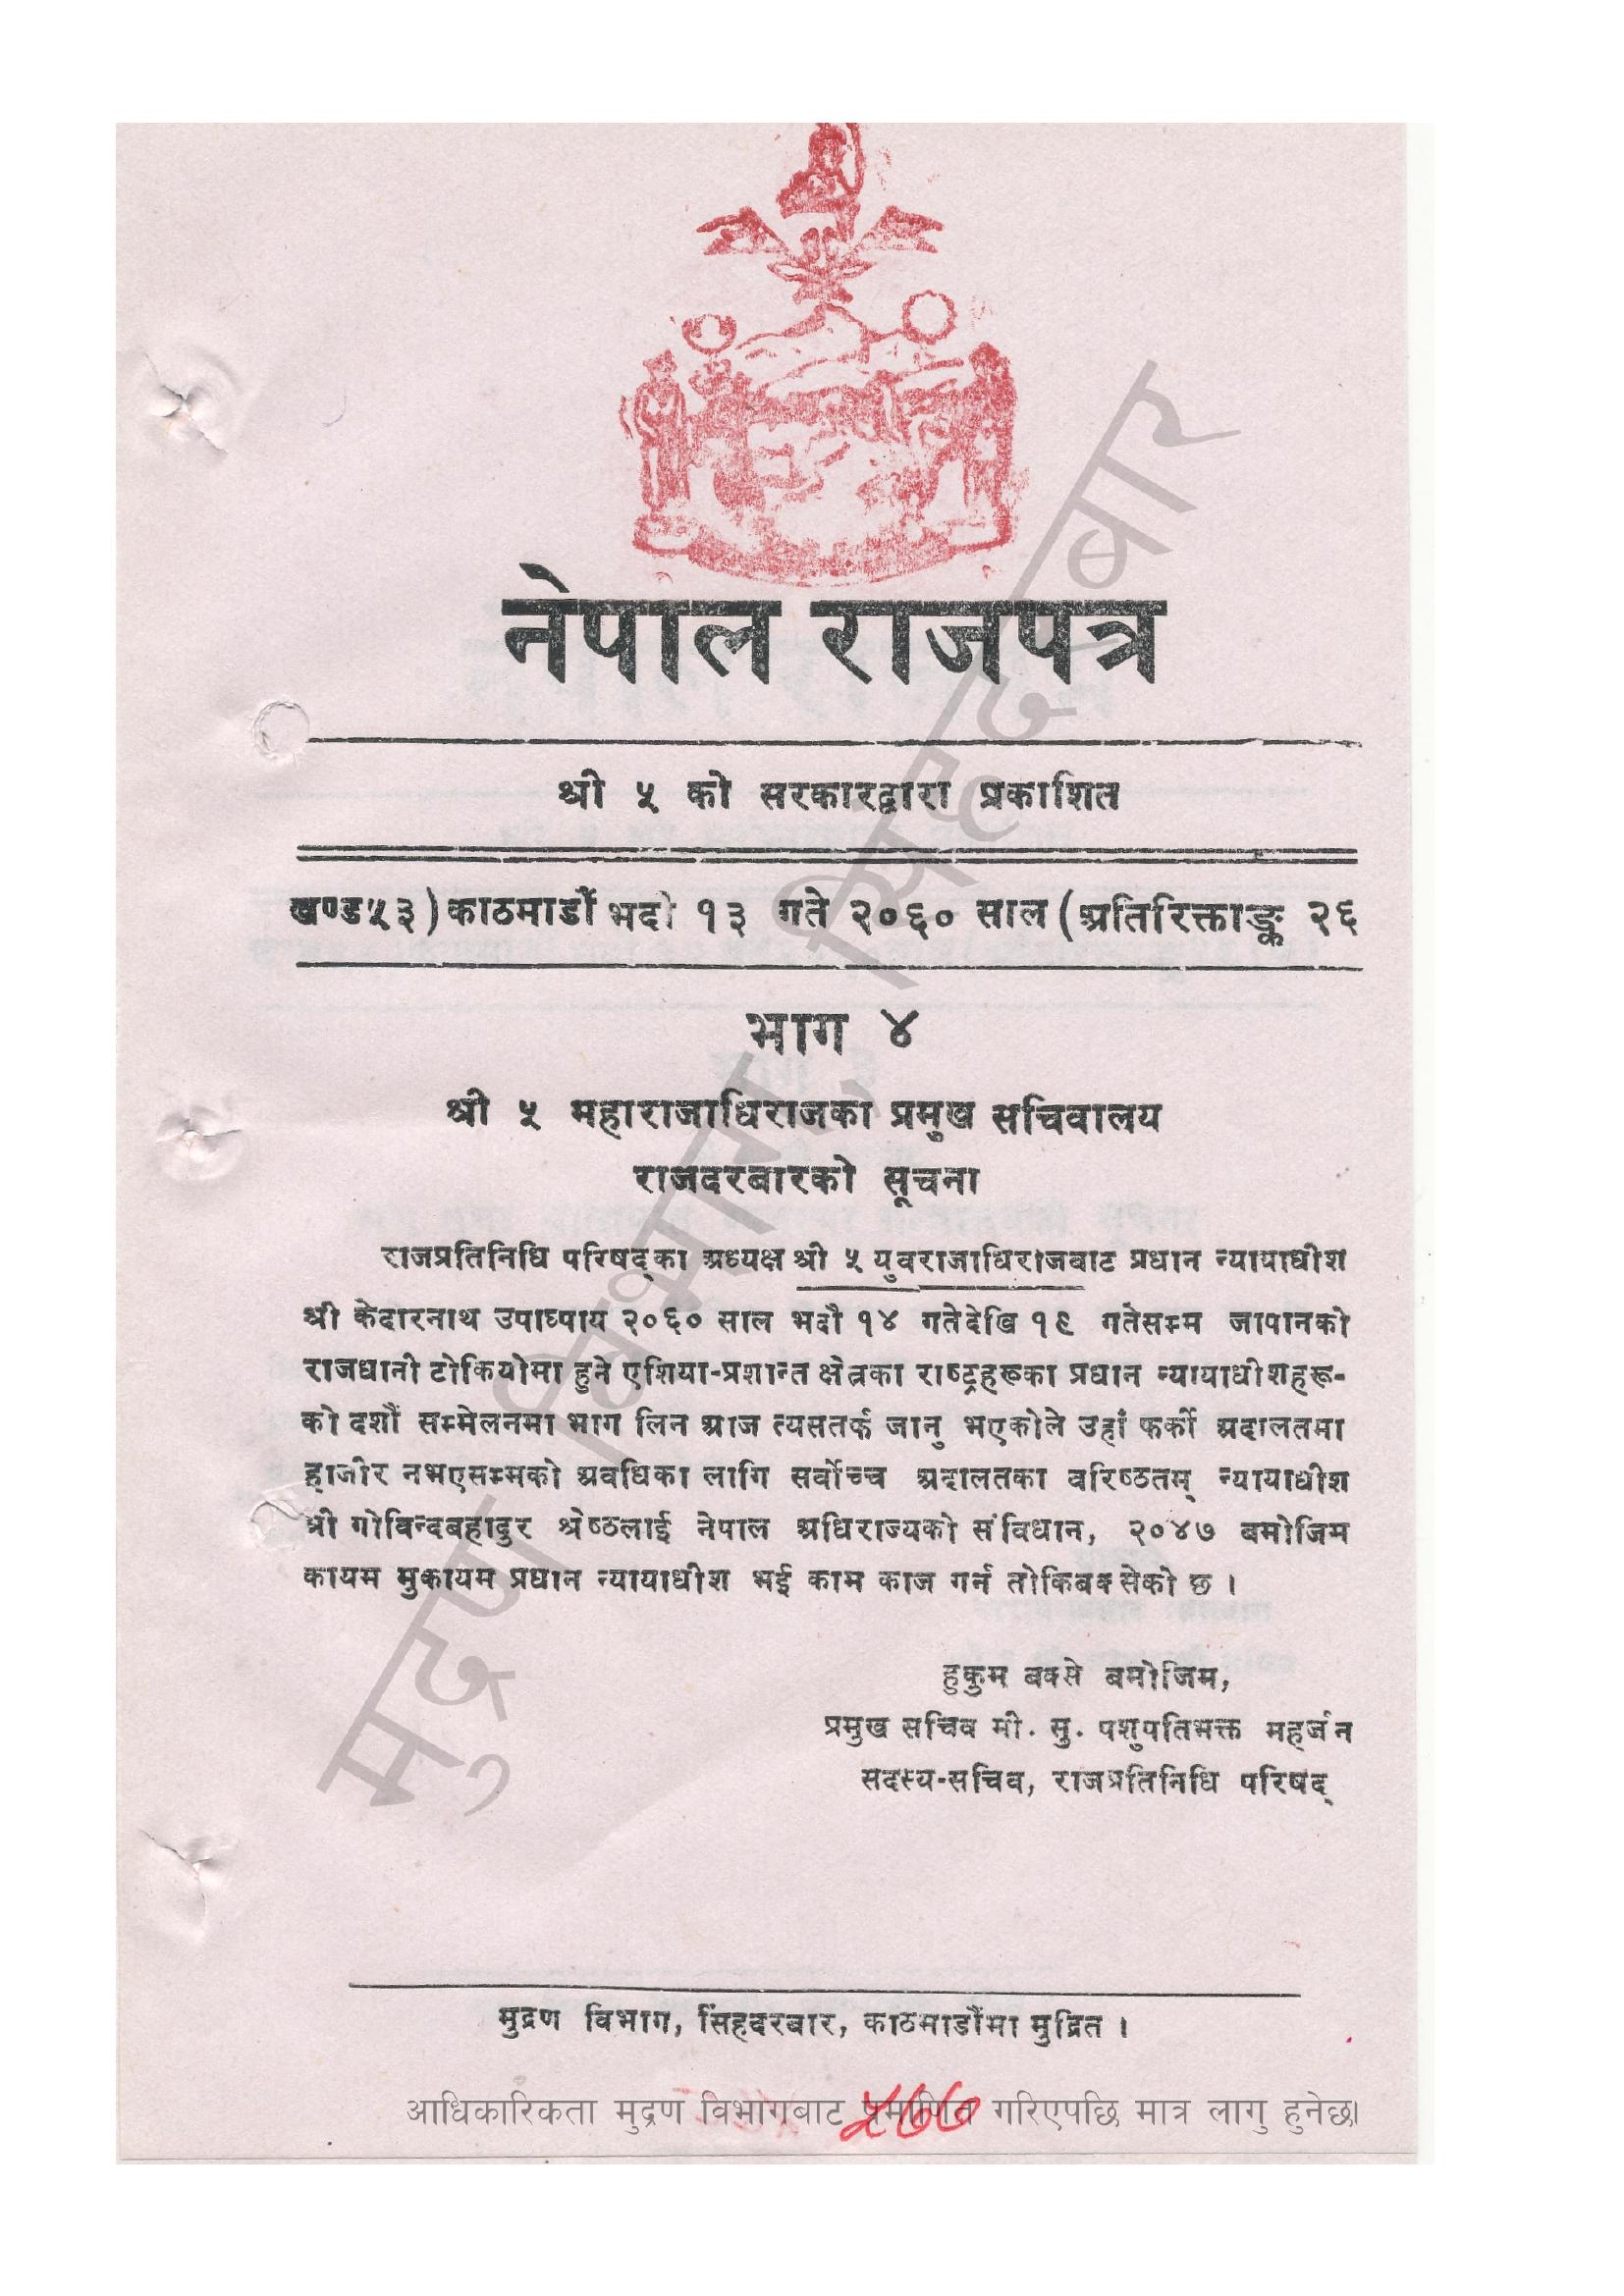 नेपाल राजपत्र
श्री ५ को सरकारद्वारा प्रकाशित
खण्ड ५३) काठमाडौं भदौ १३ गते २०६० साल (अतिरिक्ताङ्क २६
भाग ४
श्री ५ महाराजाधिराजका प्रमुख सचिवालय
राजदरबारको सूचना
राजप्रतिनिधि परिषद्का अध्यक्ष श्री ५ युवराजाधिराजबाट प्रधान न्यायाधीश
श्री केदारनाथ उपाध्याय २०६० साल भदौ १४ गतेदेखि १९ गतेसम्म जापानको
राजधानी टोकियोमा हुने एशिया-प्रशान्त क्षेत्रका राष्ट्रहरूका प्रधान न्यायाधीशहरू-
को दशौं सम्मेलनमा भाग लिन आज त्यसतर्फ जानु भएकोले उहाँ फर्की अदालतमा
हाजीर नभएसम्मको अवधिका लागि सर्वोच्च अदालतका वरिष्ठतम् न्यायाधीश
श्री गोविन्दबहादुर श्रेष्ठलाई नेपाल अधिराज्यको संविधान, २०४७ बमोजिम
कायम मुकायम प्रधान न्यायाधीश भई काम काज गर्न तोकिबक्सेको छ ।
हुकुम बक्से बमोजिम,
प्रमुख सचिव मी. सु. पशुपतिभक्त महर्जन
सदस्य-सचिव, राजप्रतिनिधि परिषद्
मुद्रण विभाग, सिंहदरबार, काठमाडौंमा मुद्रित ।
आधिकारिकता मुद्रण विभागबाट प्रमाणित गरिएपछि मात्र लागु हुनेछ।
५७७
मुद्रण विभाग, सिंहदरबार